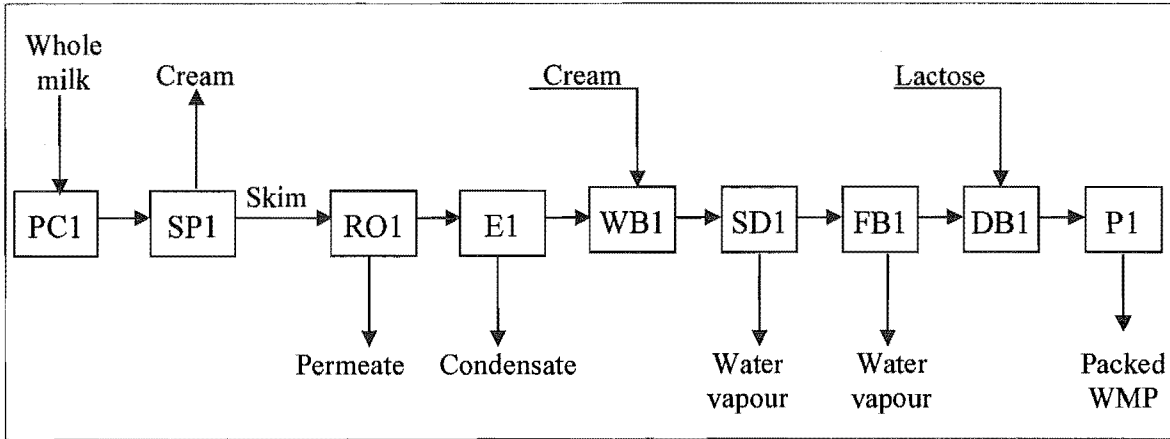 Whole
milk
Cream
Cream
Lactose
Skim
PC1
SP1
RO1
E1
WB1
SD1
FB1
DB1
P1
Permeate
Condensate
Water
vapour
Water
vapour
Packed
WMP